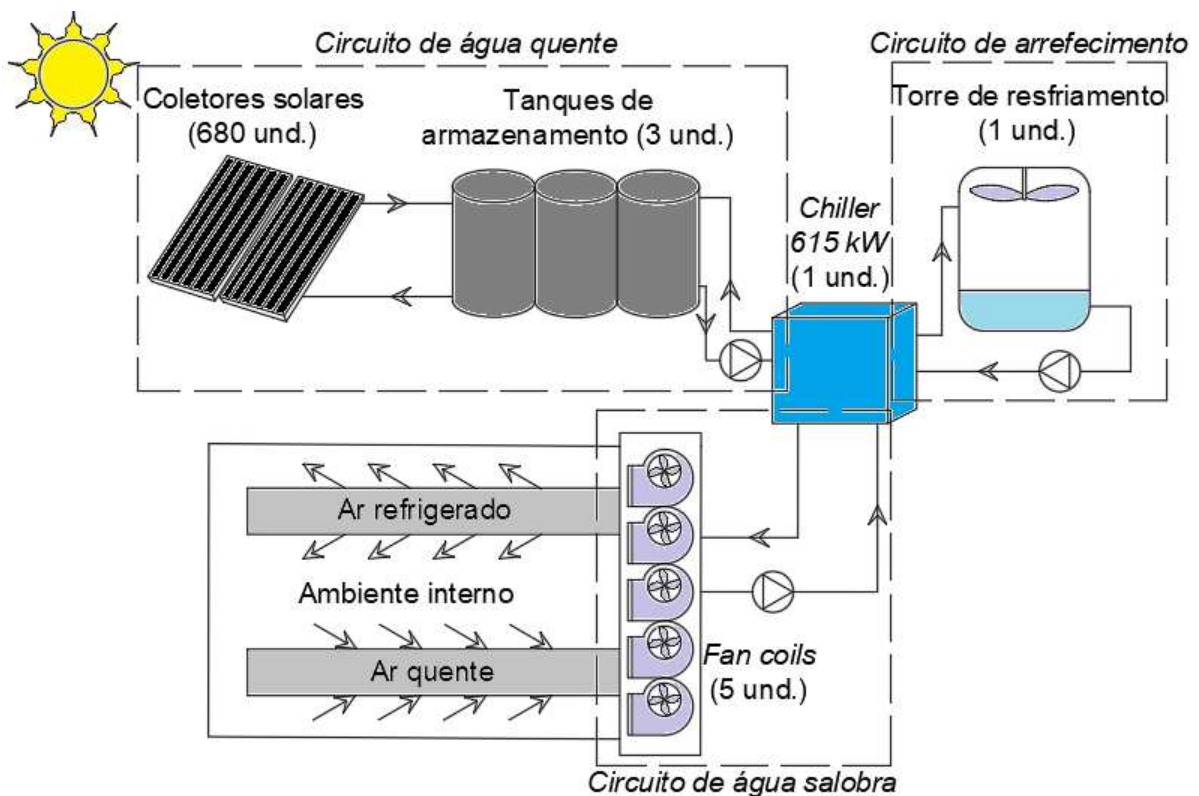 Circuito de água quente
Circuito de arrefecimento
Coletores solares
(680 und.)
Tanques de
armazenamento (3 und.)
Torre de resfriamento
(1 und.)
Chiller
615 kW
(1 und.)
Ar refrigerado
Ambiente interno
Ar quente
Fan coils
(5 und.)
Circuito de água salobra